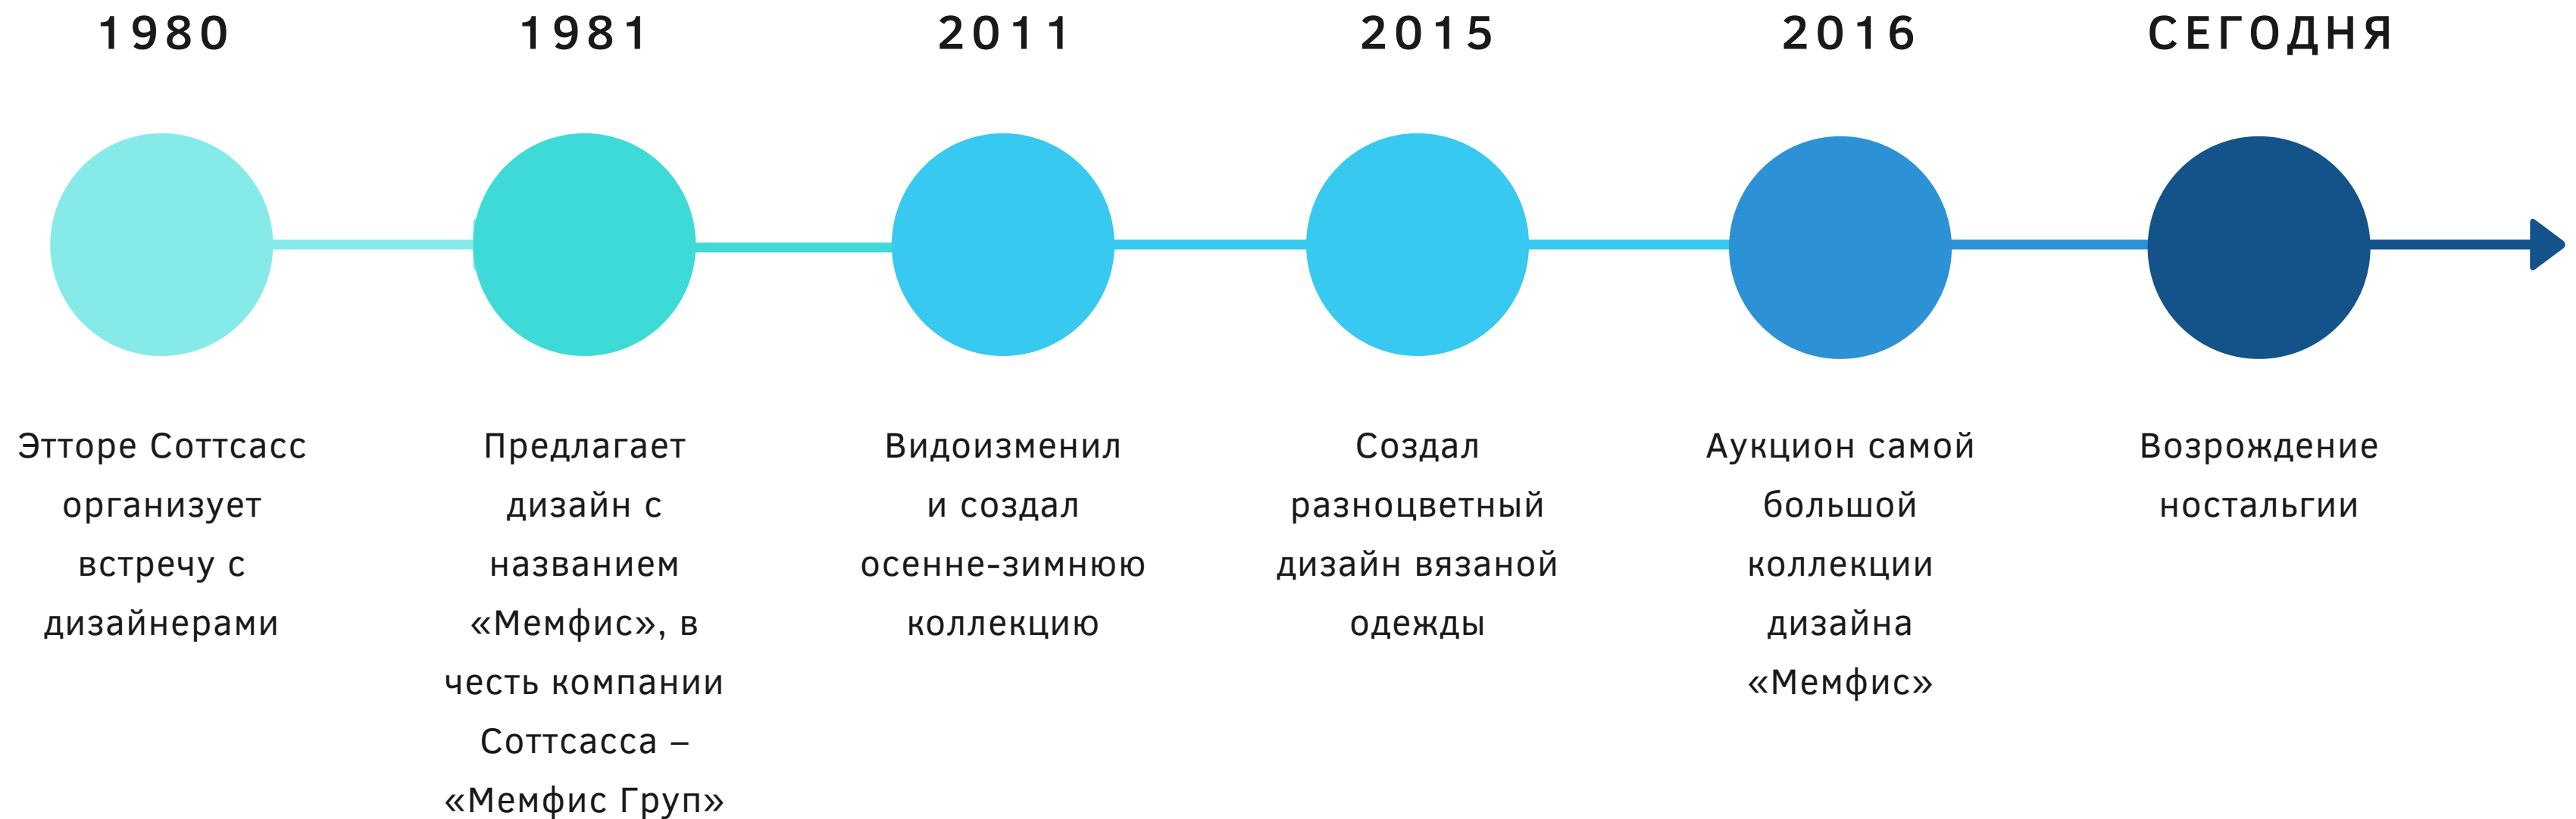 1980
1981
2011
2015
2016
СЕГОДНЯ
Этторе Соттсасс
организует
встречу с
дизайнерами
Предлагает
дизайн с
названием
«Мемфис», в
честь компании
Соттсасса –
«Мемфис Груп»
Видоизменил
и создал
осенне-зимнюю
коллекцию
Создал
разноцветный
дизайн вязаной
одежды
Аукцион самой
большой
коллекции
дизайна
«Мемфис»
Возрождение
ностальгии